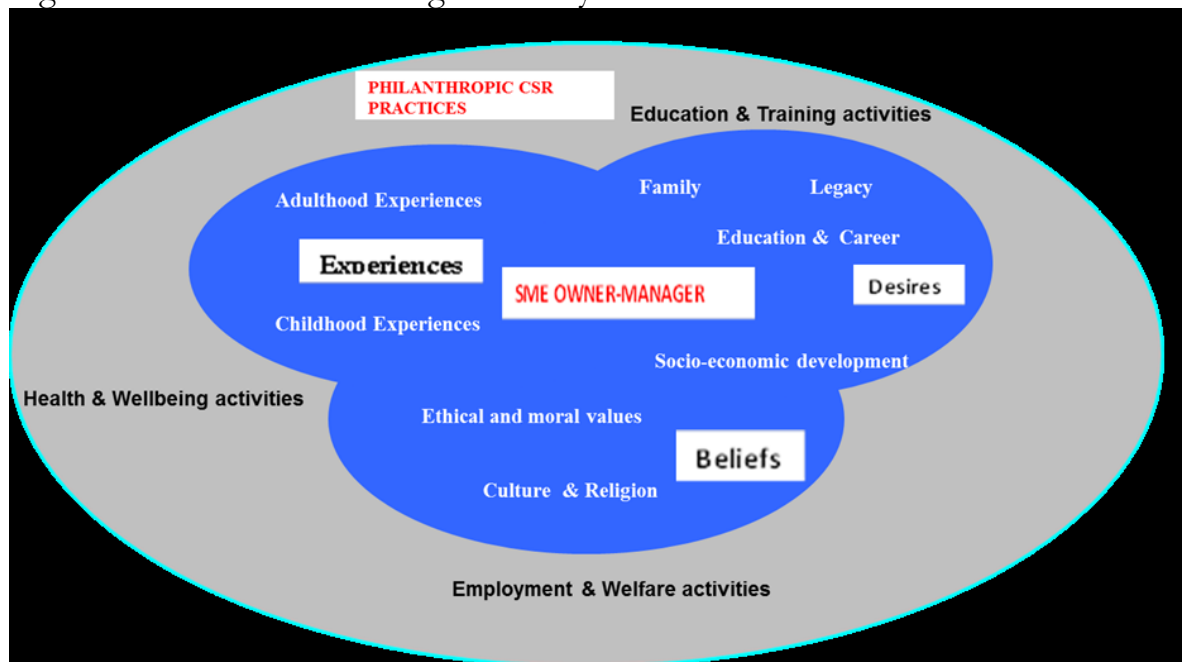 PHILANTHROPIC CSR
PRACTICES
Education & Training activities
Family
Legacy
Adulthood Experiences
Education & Career
Experiences
Desires
SME OWNER-MANAGER
Childhood Experiences
Socio-economic development
Health & Wellbeing activities
Ethical and moral values
Beliefs
Culture & Religion
Employment & Welfare activities